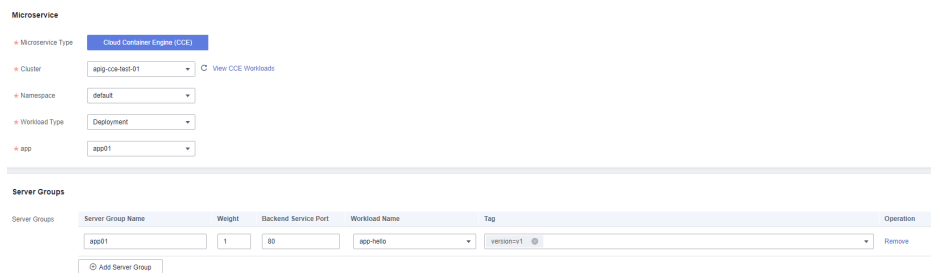 Microservice
* Microservice Type Cloud Container Engine (CCE)
* Cluster apig-cce-test-01 View CCE Workloads
* Namespace default
* Workload Type Deployment
* app app01
Server Groups
Server Groups Server Group Name Weight Backend Service Port Workload Name Tag Operation
app01 1 80 app-hello version=v1 Remove
Add Server Group